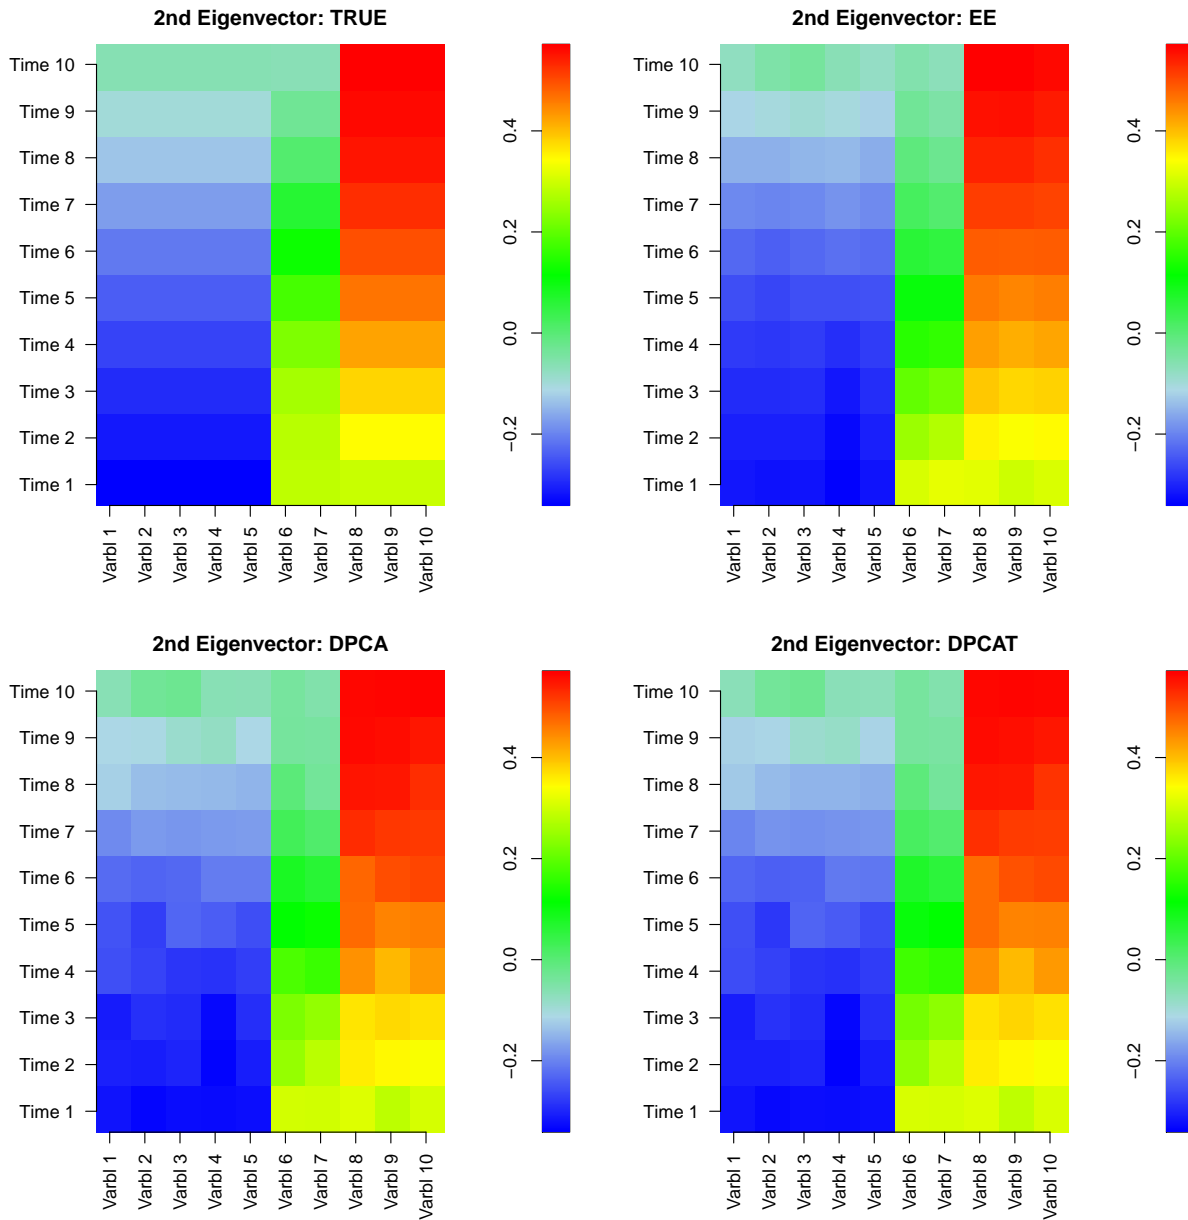 2nd Eigenvector: TRUE
Time 10
Time 9
Time 8
Time 7
Time 6
Time 5
Time 4
Time 3
Time 2
Time 1
Varbl 1
Varbl 2
Varbl 3
Varbl 4
Varbl 5
Varbl 6
Varbl 7
Varbl 8
Varbl 9
Varbl 10
0.4
0.2
0.0
−0.2
2nd Eigenvector: EE
Time 10
Time 9
Time 8
Time 7
Time 6
Time 5
Time 4
Time 3
Time 2
Time 1
Varbl 1
Varbl 2
Varbl 3
Varbl 4
Varbl 5
Varbl 6
Varbl 7
Varbl 8
Varbl 9
Varbl 10
0.4
0.2
0.0
−0.2
2nd Eigenvector: DPCA
Time 10
Time 9
Time 8
Time 7
Time 6
Time 5
Time 4
Time 3
Time 2
Time 1
Varbl 1
Varbl 2
Varbl 3
Varbl 4
Varbl 5
Varbl 6
Varbl 7
Varbl 8
Varbl 9
Varbl 10
0.4
0.2
0.0
−0.2
2nd Eigenvector: DPCAT
Time 10
Time 9
Time 8
Time 7
Time 6
Time 5
Time 4
Time 3
Time 2
Time 1
Varbl 1
Varbl 2
Varbl 3
Varbl 4
Varbl 5
Varbl 6
Varbl 7
Varbl 8
Varbl 9
Varbl 10
0.4
0.2
0.0
−0.2